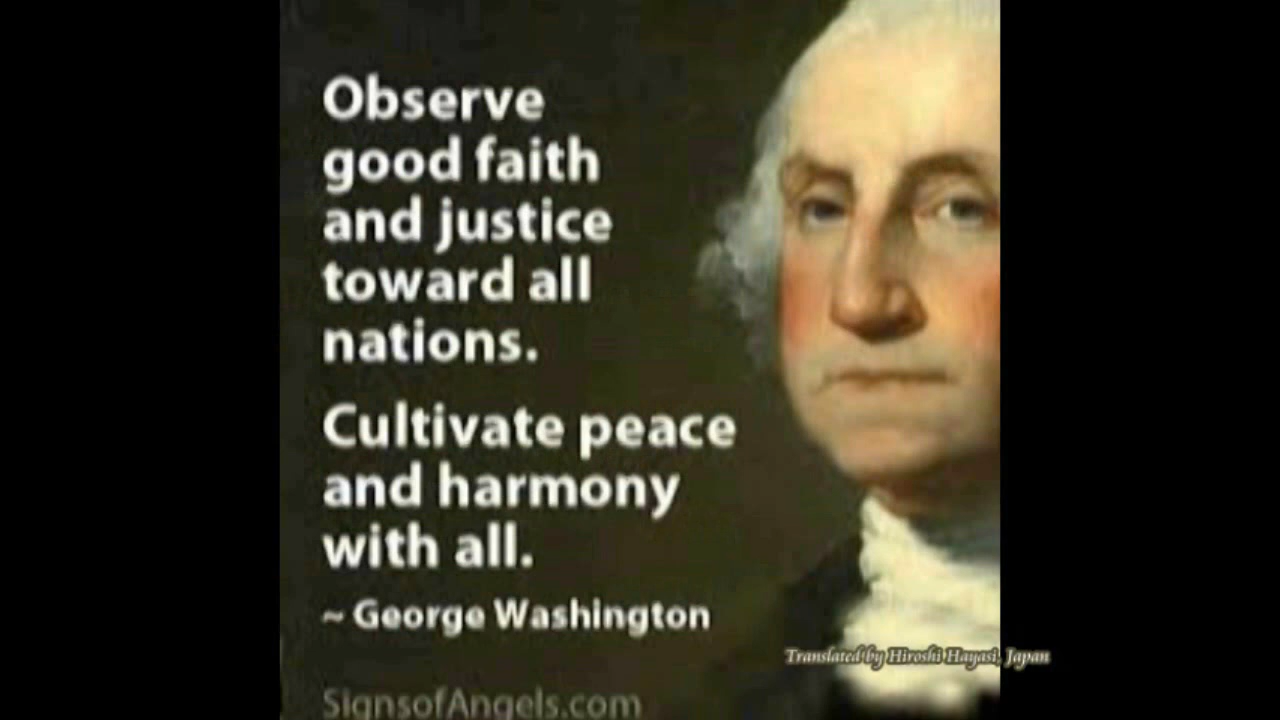 Observe
good faith
and justice
toward all
nations.
Cultivate peace
and harmony
with all.
~ George Washington
Translated by Hiroshi Hayasi, Japan
SignsofAngels.com